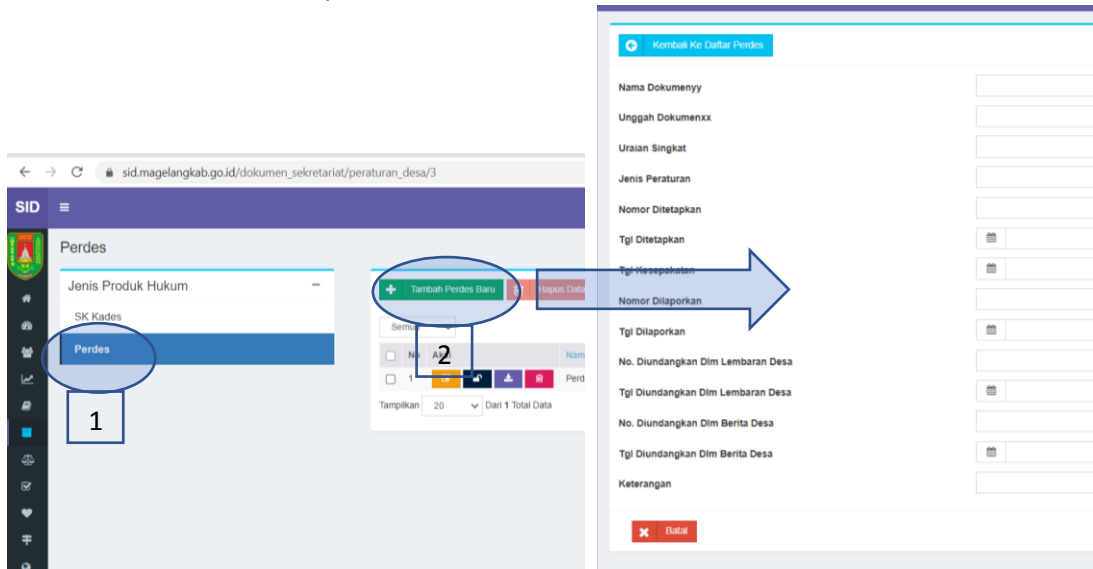 sid.magelangkab.go.id/dokumen_sekretariat/peraturan_desa/3
SID
Perdes
Jenis Produk Hukum
SK Kades
Perdes
1
Tambah Perdes Baru
Hapus Data
2
No
Perd
Tampilkan 20 Dari 1 Total Data
Kembali Ke Daftar Perdes
Nama Dokumenyy
Unggah Dokumenxx
Uraian Singkat
Jenis Peraturan
Nomor Ditetapkan
Tgl Ditetapkan
Tgl Kesepakatan
Nomor Dilaporkan
Tgl Dilaporkan
No. Diundangkan Dlm Lembaran Desa
Tgl Diundangkan Dlm Lembaran Desa
No. Diundangkan Dlm Berita Desa
Tgl Diundangkan Dlm Berita Desa
Keterangan
Batal